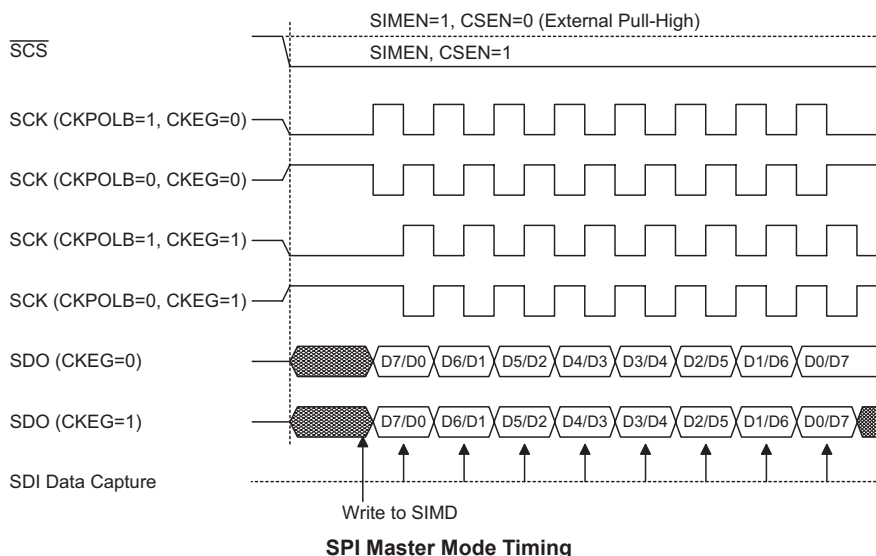 SIMEN=1, CSEN=0 (External Pull-High)
SCS
SIMEN, CSEN=1
SCK (CKPOLB=1, CKEG=0)
SCK (CKPOLB=0, CKEG=0)
SCK (CKPOLB=1, CKEG=1)
SCK (CKPOLB=0, CKEG=1)
SDO (CKEG=0) D7/D0 D6/D1 D5/D2 D4/D3 D3/D4 D2/D5 D1/D6 D0/D7
SDO (CKEG=1) D7/D0 D6/D1 D5/D2 D4/D3 D3/D4 D2/D5 D1/D6 D0/D7
SDI Data Capture
Write to SIMD
SPI Master Mode Timing